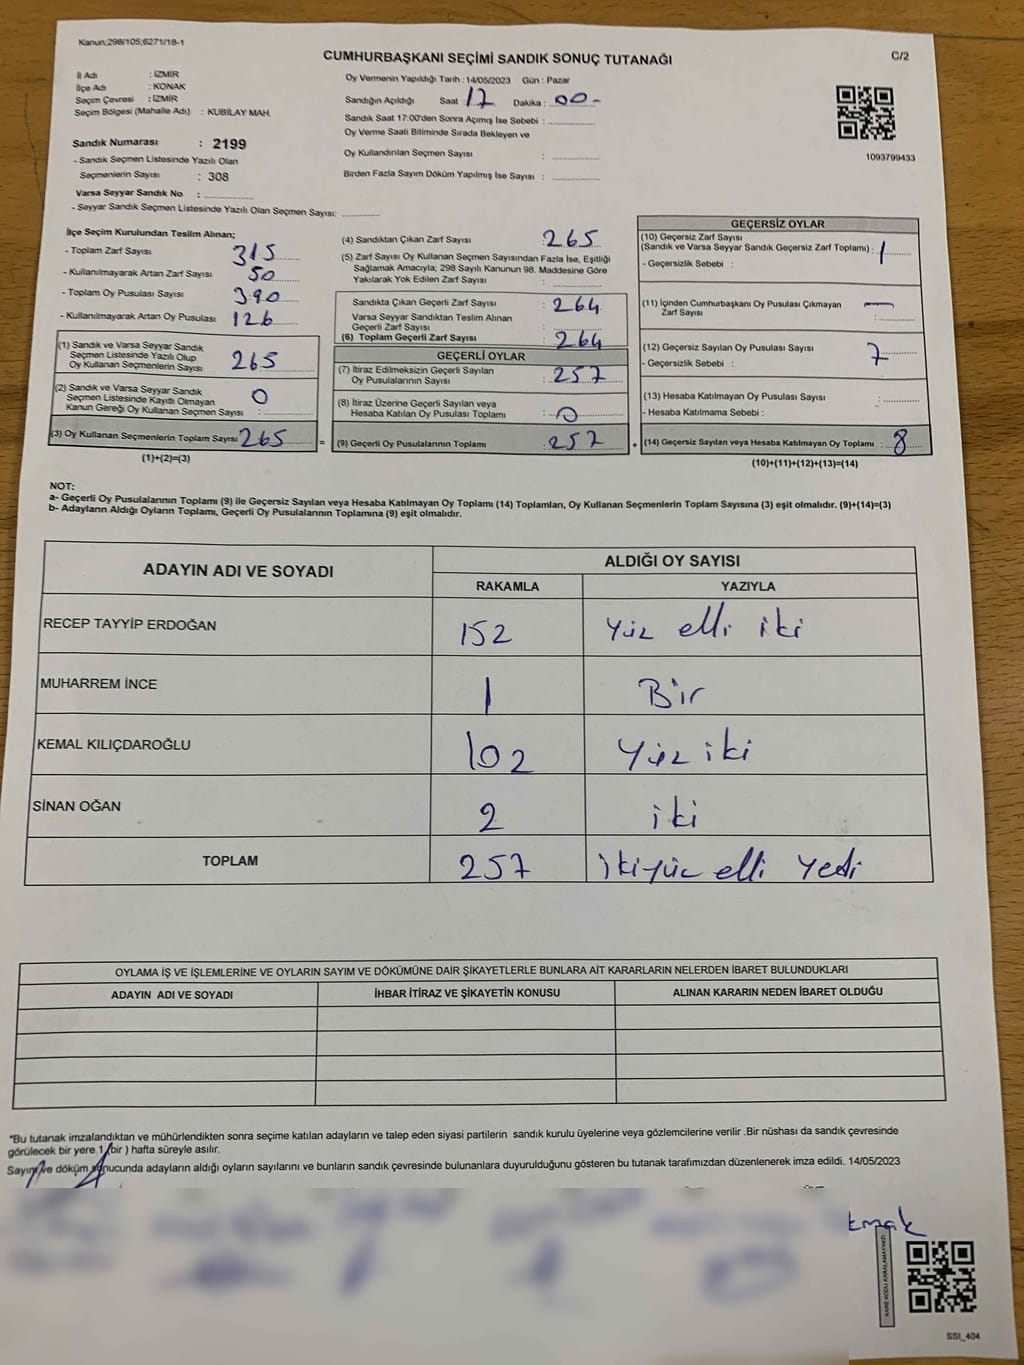 Kanun;298/105;6271/18-1
CUMHURBAŞKANI SEÇİMİ SANDIK SONUÇ TUTANAĞI
C/2
İl Adı : İZMİR
İlçe Adı : KONAK
Seçim Çevresi : İZMİR
Seçim Bölgesi (Mahalle Adı) : KUBİLAY MAH.
Sandık Numarası : 2199
- Sandık Seçmen Listesinde Yazılı Olan
Seçmenlerin Sayısı : 308
Varsa Seyyar Sandık No : ..............
- Seyyar Sandık Seçmen Listesinde Yazılı Olan Seçmen Sayısı: ............
Oy Vermenin Yapıldığı Tarih : 14/05/2023 Gün : Pazar
Sandığın Açıldığı Saat : 17 Dakika : 00-
Sandık Saat 17:00'den Sonra Açımış İse Sebebi : ..............
Oy Verme Saati Bitiminde Sırada Bekleyen ve
Oy Kullandırılan Seçmen Sayısı : ..............
Birden Fazla Sayım Döküm Yapılmış İse Sayısı : ..............
1093799433
İlçe Seçim Kurulundan Teslim Alınan;
- Toplam Zarf Sayısı 315
- Kullanılmayarak Artan Zarf Sayısı 50
- Toplam Oy Pusulası Sayısı 390
- Kullanılmayarak Artan Oy Pusulası 126
(1) Sandık ve Varsa Seyyar Sandık
Seçmen Listesinde Yazılı Olup
Oy Kullanan Seçmenlerin Sayısı 265
(2) Sandık ve Varsa Seyyar Sandık
Seçmen Listesinde Kayıtlı Olmayan
Kanun Gereği Oy Kullanan Seçmen Sayısı : 0
(3) Oy Kullanan Seçmenlerin Toplam Sayısı 265 =
(1)+(2)=(3)
(4) Sandıktan Çıkan Zarf Sayısı : 265
(5) Zarf Sayısı Oy Kullanan Seçmen Sayısından Fazla İse, Eşitliği
Sağlamak Amacıyla; 298 Sayılı Kanunun 98. Maddesine Göre
Yakılarak Yok Edilen Zarf Sayısı : ..............
Sandıkta Çıkan Geçerli Zarf Sayısı : 264
Varsa Seyyar Sandıktan Teslim Alınan
Geçerli Zarf Sayısı : ..............
(6) Toplam Geçerli Zarf Sayısı : 264
GEÇERLİ OYLAR
(7) İtiraz Edilmeksizin Geçerli Sayılan
Oy Pusulalarının Sayısı : 257
(8) İtiraz Üzerine Geçerli Sayılan veya
Hesaba Katılan Oy Pusulası Toplamı : 0
(9) Geçerli Oy Pusulalarının Toplamı : 257 +
GEÇERSİZ OYLAR
(10) Geçersiz Zarf Sayısı
(Sandık ve Varsa Seyyar Sandık Geçersiz Zarf Toplamı) : 1
- Geçersizlik Sebebi :
(11) İçinden Cumhurbaşkanı Oy Pusulası Çıkmayan
Zarf Sayısı : —
(12) Geçersiz Sayılan Oy Pusulası Sayısı : 7
- Geçersizlik Sebebi :
(13) Hesaba Katılmayan Oy Pusulası Sayısı : ............
- Hesaba Katılmama Sebebi :
(14) Geçersiz Sayılan veya Hesaba Katılmayan Oy Toplamı : 8
(10)+(11)+(12)+(13)=(14)
NOT:
a- Geçerli Oy Pusulalarının Toplamı (9) ile Geçersiz Sayılan veya Hesaba Katılmayan Oy Toplamı (14) Toplamları, Oy Kullanan Seçmenlerin Toplam Sayısına (3) eşit olmalıdır. (9)+(14)=(3)
b- Adayların Aldığı Oyların Toplamı, Geçerli Oy Pusulalarının Toplamına (9) eşit olmalıdır.
ADAYIN ADI VE SOYADI
ALDIĞI OY SAYISI
RAKAMLA YAZIYLA
RECEP TAYYİP ERDOĞAN 152 Yüz elli iki
MUHARREM İNCE 1 Bir
KEMAL KILIÇDAROĞLU 102 Yüz iki
SİNAN OĞAN 2 iki
TOPLAM 257 ikiyüz elli yedi
OYLAMA İŞ VE İŞLEMLERİNE VE OYLARIN SAYIM VE DÖKÜMÜNE DAİR ŞİKAYETLERLE BUNLARA AİT KARARLARIN NELERDEN İBARET BULUNDUKLARI
ADAYIN ADI VE SOYADI İHBAR İTİRAZ VE ŞİKAYETİN KONUSU ALINAN KARARIN NEDEN İBARET OLDUĞU
*Bu tutanak imzalandıktan ve mühürlendikten sonra seçime katılan adayların ve talep eden siyasi partilerin sandık kurulu üyelerine veya gözlemcilerine verilir .Bir nüshası da sandık çevresinde
görülecek bir yere 1 (bir ) hafta süreyle asılır.
Sayım ve döküm sonucunda adayların aldığı oyların sayılarını ve bunların sandık çevresinde bulunanlara duyurulduğunu gösteren bu tutanak tarafımızdan düzenlenerek imza edildi. 14/05/2023
KARE KODU KARALAMAYINIZ!
SSI_404